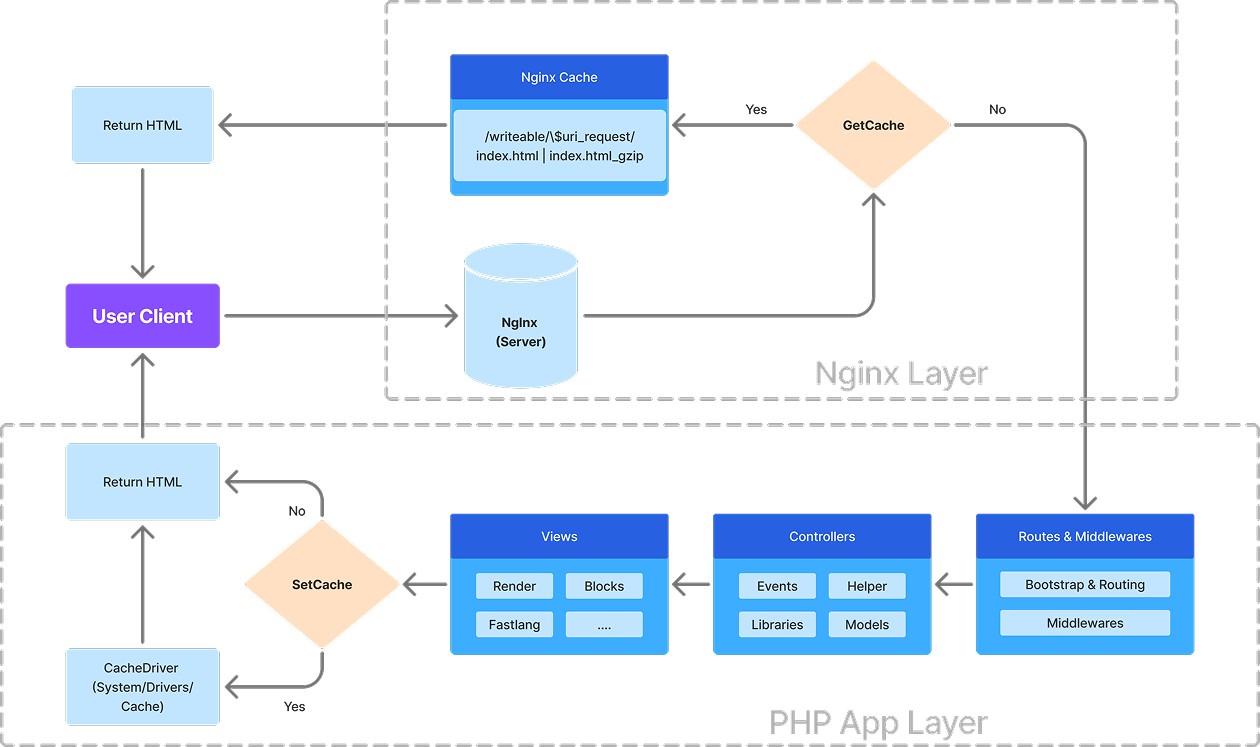 Nginx Cache
/writeable/\$uri_request/
index.html | index.html_gzip
Return HTML
Yes
GetCache
No
User Client
NgInx
(Server)
Nginx Layer
Return HTML
No
SetCache
Yes
CacheDriver
(System/Drivers/
Cache)
Views
Render
Blocks
Fastlang
....
Controllers
Events
Helper
Libraries
Models
Routes & Middlewares
Bootstrap & Routing
Middlewares
PHP App Layer